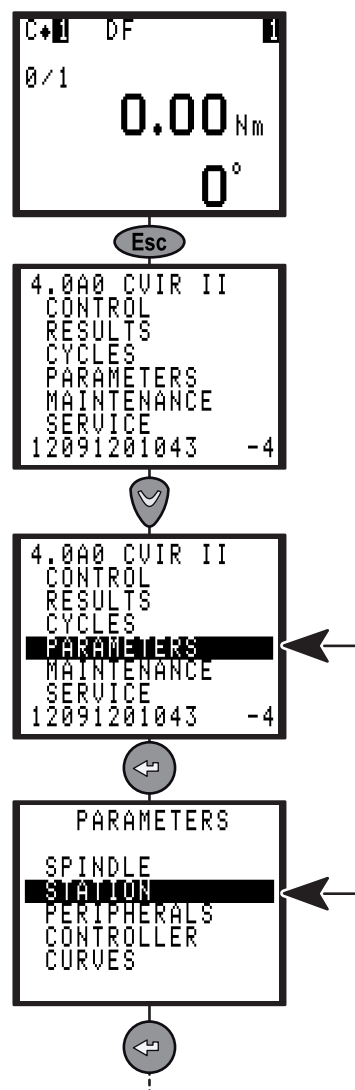 C♦1 DF 1
0/1
0.00 Nm
0°
Esc
4.0A0 CVIR II
CONTROL
RESULTS
CYCLES
PARAMETERS
MAINTENANCE
SERVICE
12091201043 -4
4.0A0 CVIR II
CONTROL
RESULTS
CYCLES
PARAMETERS
MAINTENANCE
SERVICE
12091201043 -4
PARAMETERS
SPINDLE
STATION
PERIPHERALS
CONTROLLER
CURVES